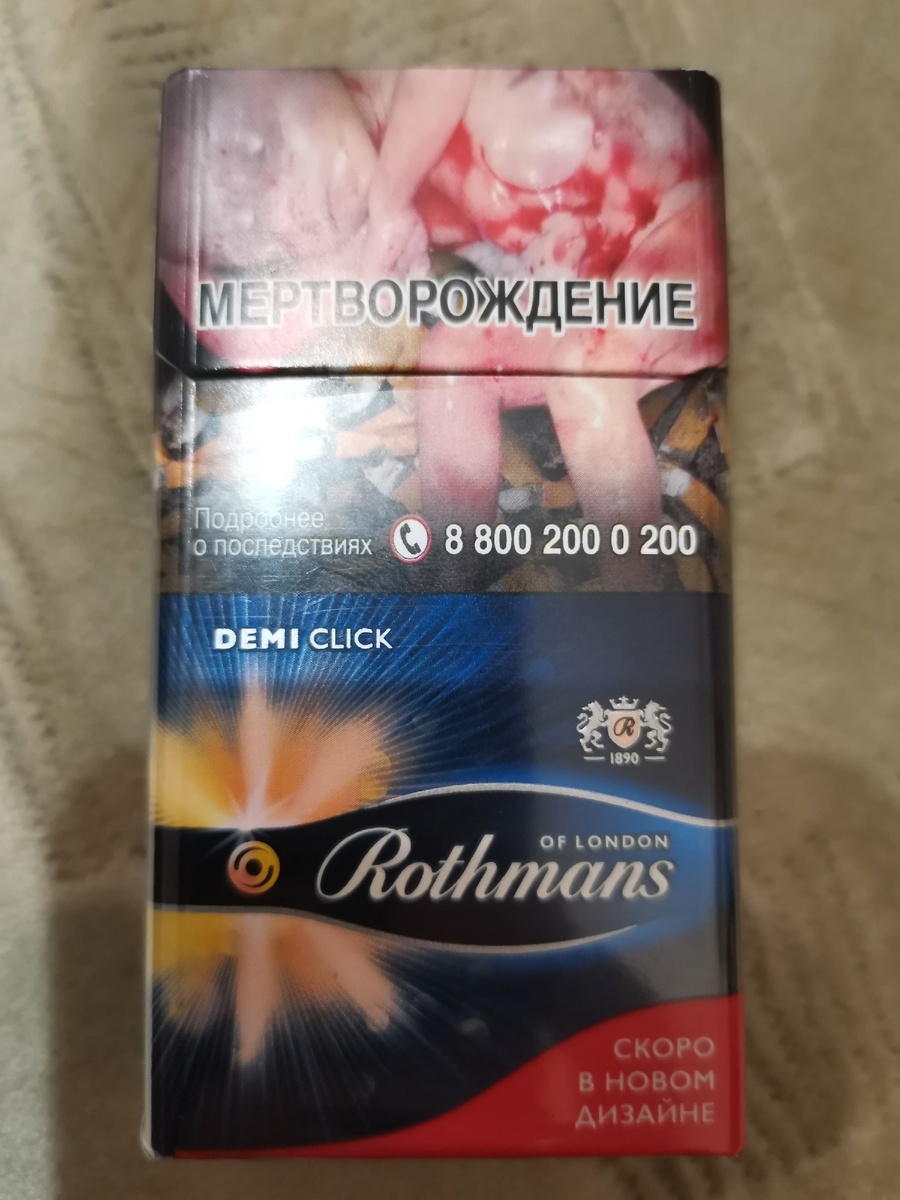 МЕРТВОРОЖДЕНИЕ
Подробнее
о последствиях
8 800 200 0 200
DEMI CLICK
R
1890
OF LONDON
Rothmans
СКОРО
В НОВОМ
ДИЗАЙНЕ